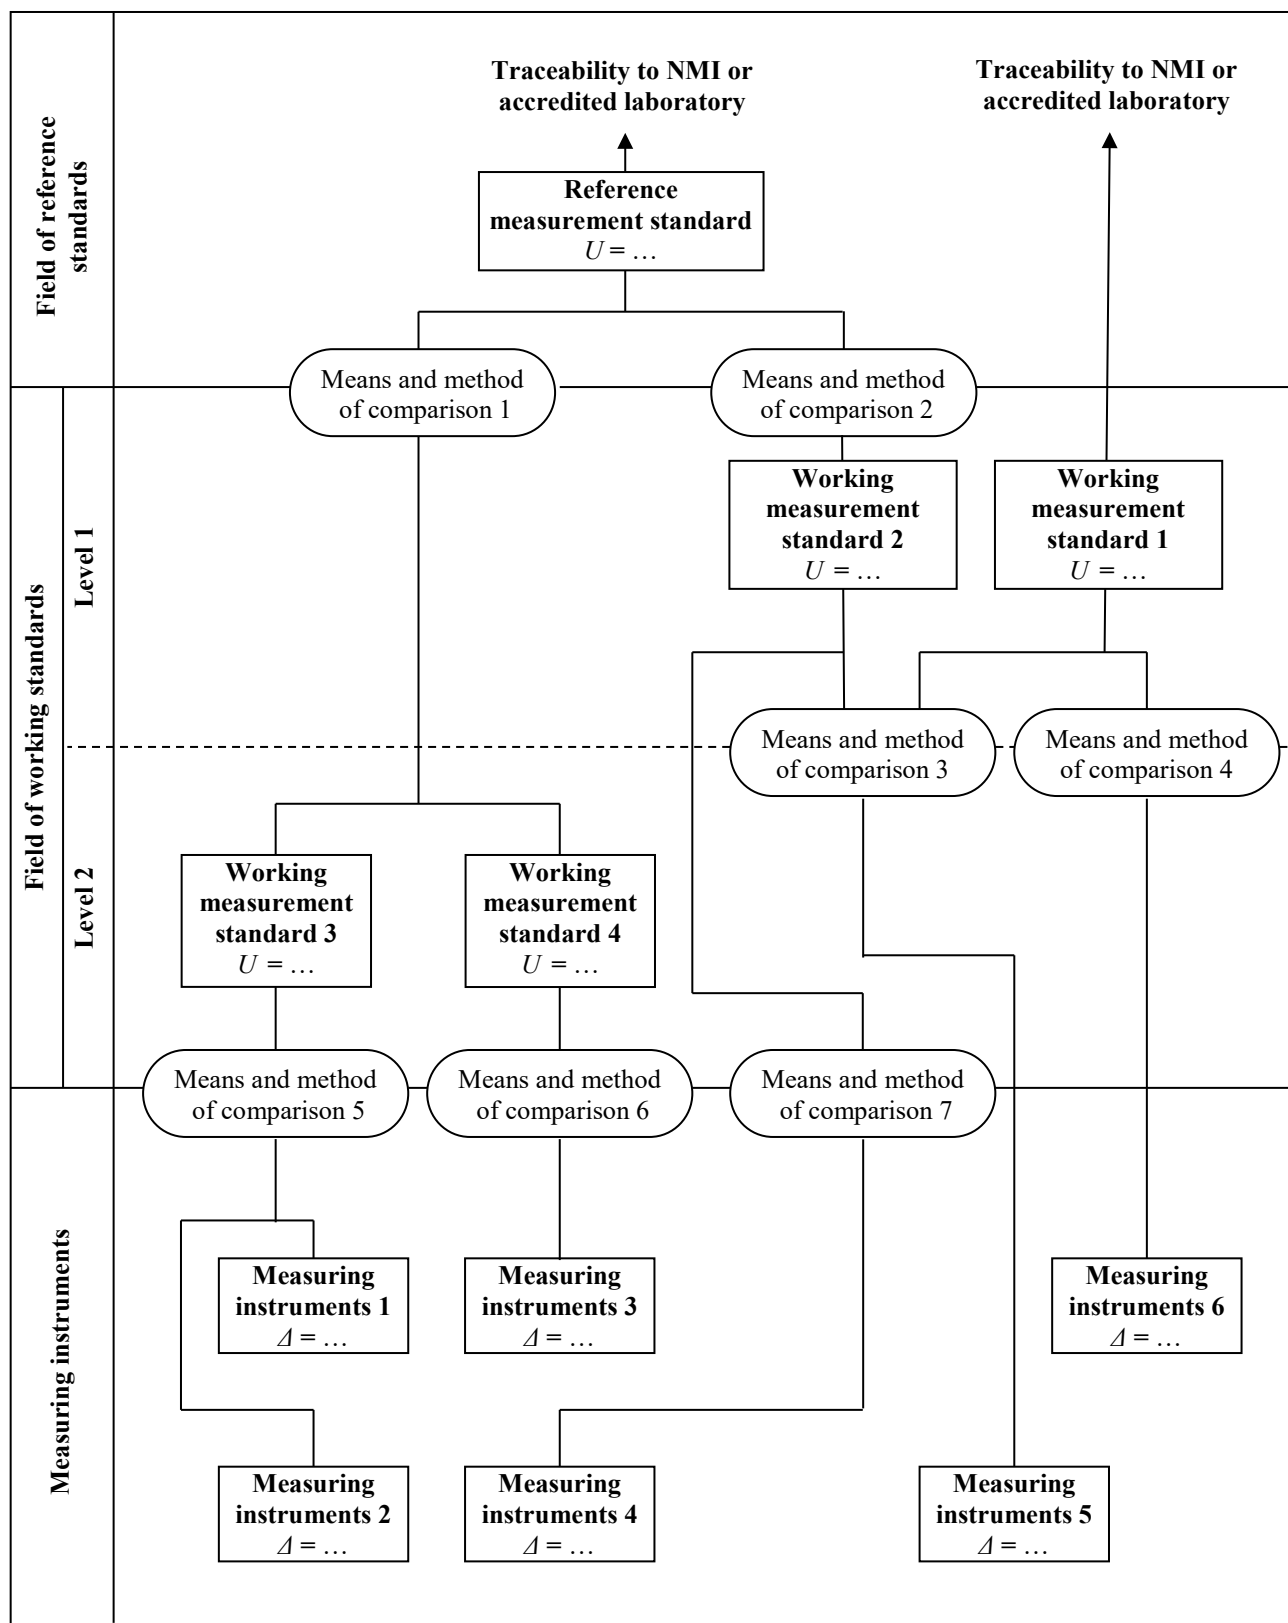 Field of reference
standards
Traceability to NMI or
accredited laboratory
Traceability to NMI or
accredited laboratory
Reference
measurement standard
U = …
Means and method
of comparison 1
Means and method
of comparison 2
Field of working standards
Level 1
Working
measurement
standard 2
U = …
Working
measurement
standard 1
U = …
Means and method
of comparison 3
Means and method
of comparison 4
Level 2
Working
measurement
standard 3
U = …
Working
measurement
standard 4
U = …
Means and method
of comparison 5
Means and method
of comparison 6
Means and method
of comparison 7
Measuring instruments
Measuring
instruments 1
Δ = …
Measuring
instruments 3
Δ = …
Measuring
instruments 6
Δ = …
Measuring
instruments 2
Δ = …
Measuring
instruments 4
Δ = …
Measuring
instruments 5
Δ = …